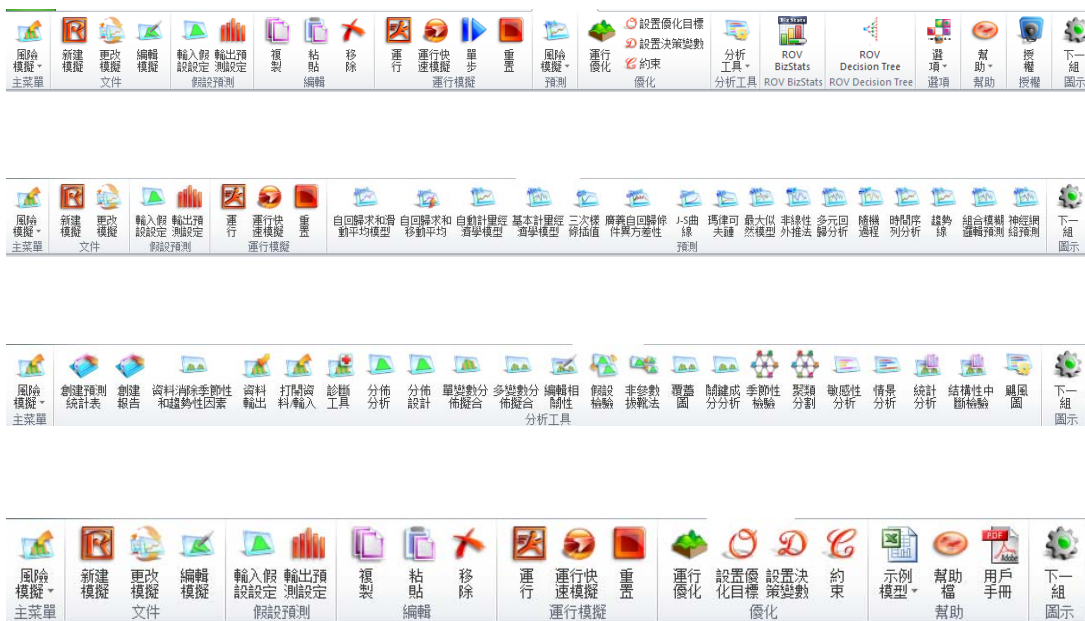 風險模擬 新建模擬 更改模擬 編輯模擬 輸入假設設定 輸出預測設定 複製 粘貼 移除 運行 運行快速模擬 單步 重置 風險模擬 運行優化 設置優化目標 設置決策變數 約束 分析工具 Biz Stats ROV BizStats ROV Decision Tree 選項 幫助 授權 下一組
主菜單 文件 假設預測 編輯 運行模擬 預測 優化 分析工具 ROV BizStats ROV Decision Tree 選項 幫助 授權 圖示
風險模擬 新建模擬 更改模擬 輸入假設設定 輸出預測設定 運行 運行快速模擬 重置 自回歸求和滑動平均模型 自回歸求和移動平均 自動計量經濟學模型 基本計量經濟學模型 三次樣條插值 廣義自回歸條件異方差性 J-S曲線 瑪律可夫鏈 最大似然模型 非線性外推法 多元回歸分析 隨機過程 時間序列分析 趨勢線 組合模糊邏輯預測 神經網絡預測 下一組
主菜單 文件 假設預測 運行模擬 預測 圖示
風險模擬 創建預測統計表 創建報告 資料消除季節性和趨勢性因素 資料輸出 打開資料/輸入 診斷工具 分佈分析 分佈設計 單變數分佈擬合 多變數分佈擬合 編輯相關性 假設檢驗 非參數拔靴法 覆蓋圖 關鍵成分分析 季節性檢驗 聚類分割 敏感性分析 情景分析 統計分析 結構性中斷檢驗 颶風圖 下一組
主菜單 分析工具 圖示
風險模擬 新建模擬 更改模擬 編輯模擬 輸入假設設定 輸出預測設定 複製 粘貼 移除 運行 運行快速模擬 重置 運行優化 設置優化目標 設置決策變數 約束 示例模型 幫助檔 PDF Adobe 用戶手冊 下一組
主菜單 文件 假設預測 編輯 運行模擬 優化 幫助 圖示